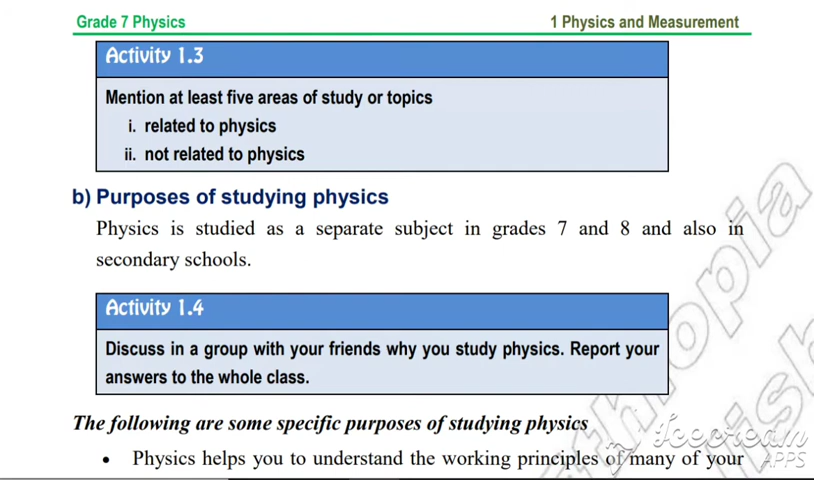 Grade 7 Physics 1 Physics and Measurement
Activity 1.3
Mention at least five areas of study or topics
i. related to physics
ii. not related to physics
b) Purposes of studying physics
Physics is studied as a separate subject in grades 7 and 8 and also in
secondary schools.
Activity 1.4
Discuss in a group with your friends why you study physics. Report your
answers to the whole class.
The following are some specific purposes of studying physics
• Physics helps you to understand the working principles of many of your
Icecream
APPS